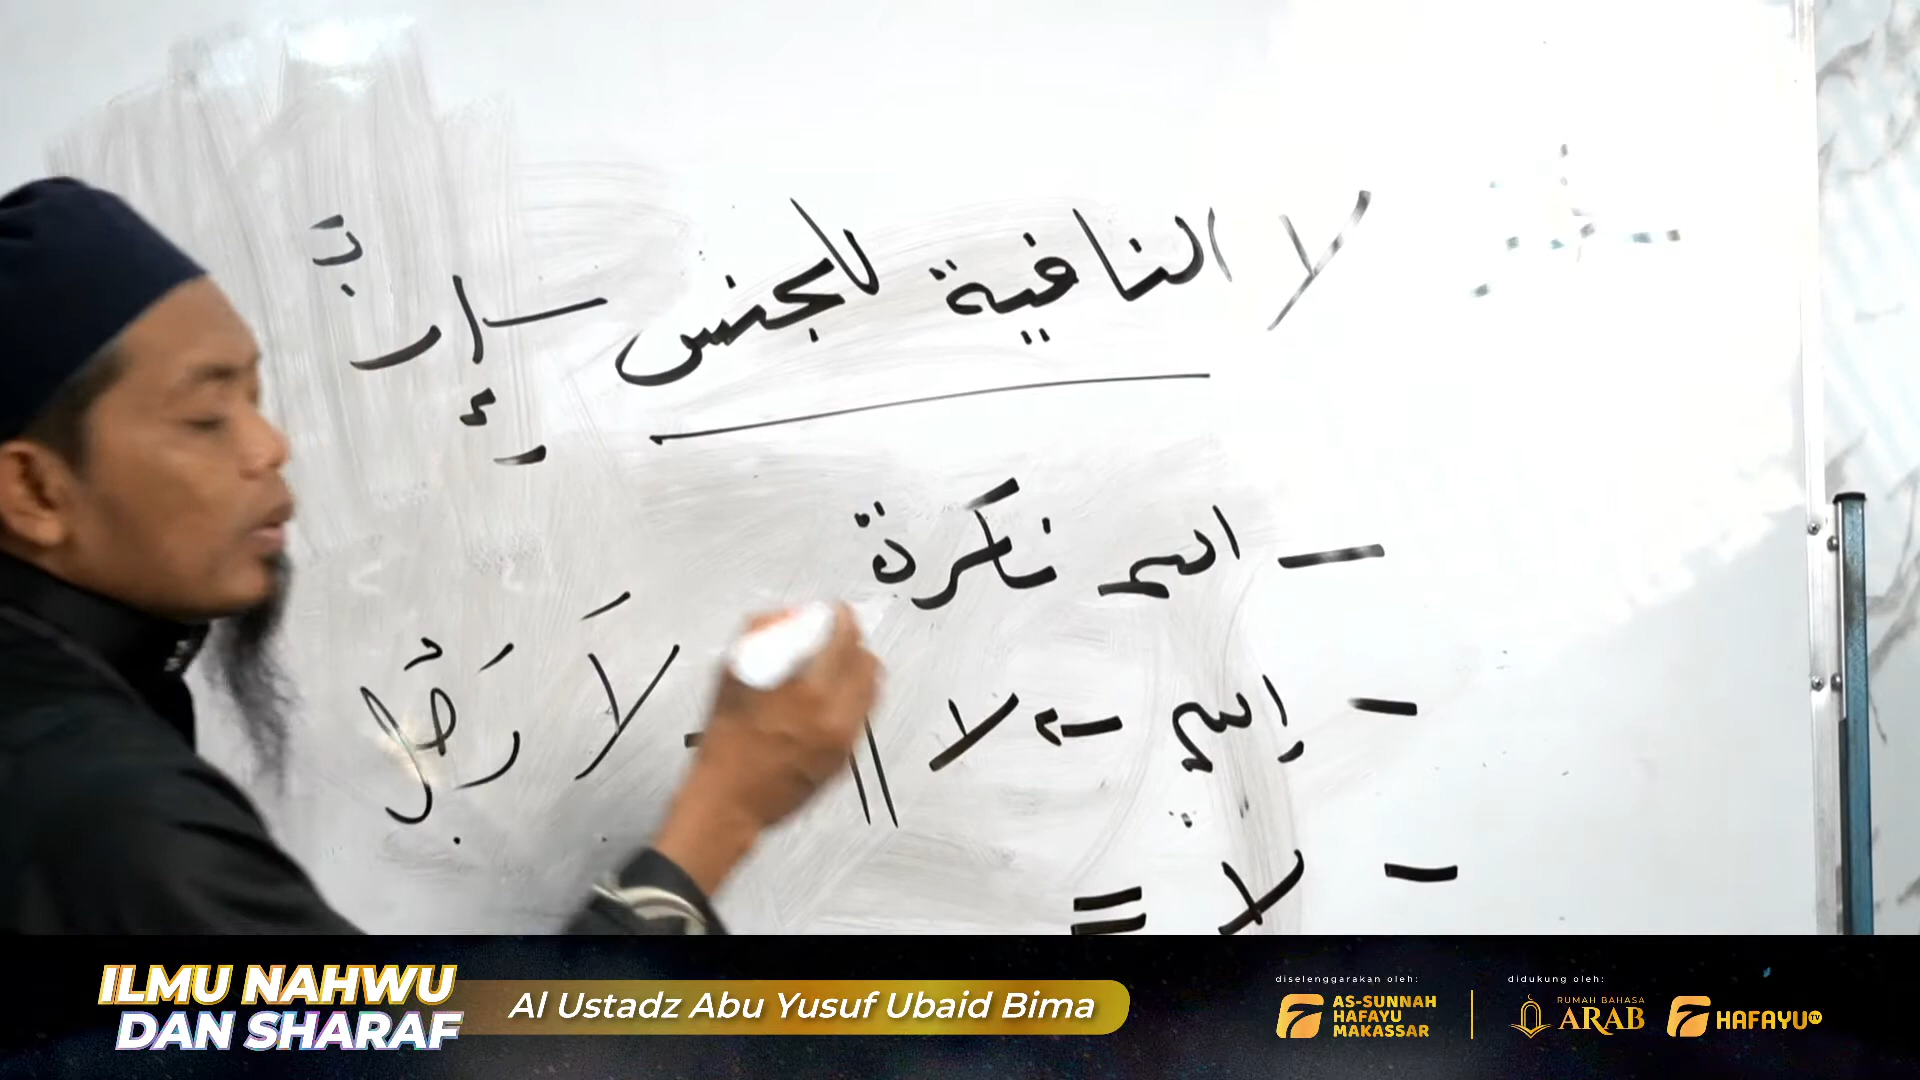 لا النافية للجنس – إ ر
– اسم نكرة
– إسم ← لا // – لَا رَجُل
– لا =
ILMU NAHWU
DAN SHARAF
Al Ustadz Abu Yusuf Ubaid Bima
diselenggarakan oleh:
AS-SUNNAH
HAFAYU
MAKASSAR
didukung oleh:
RUMAH BAHASA
ARAB
HAFAYU TV